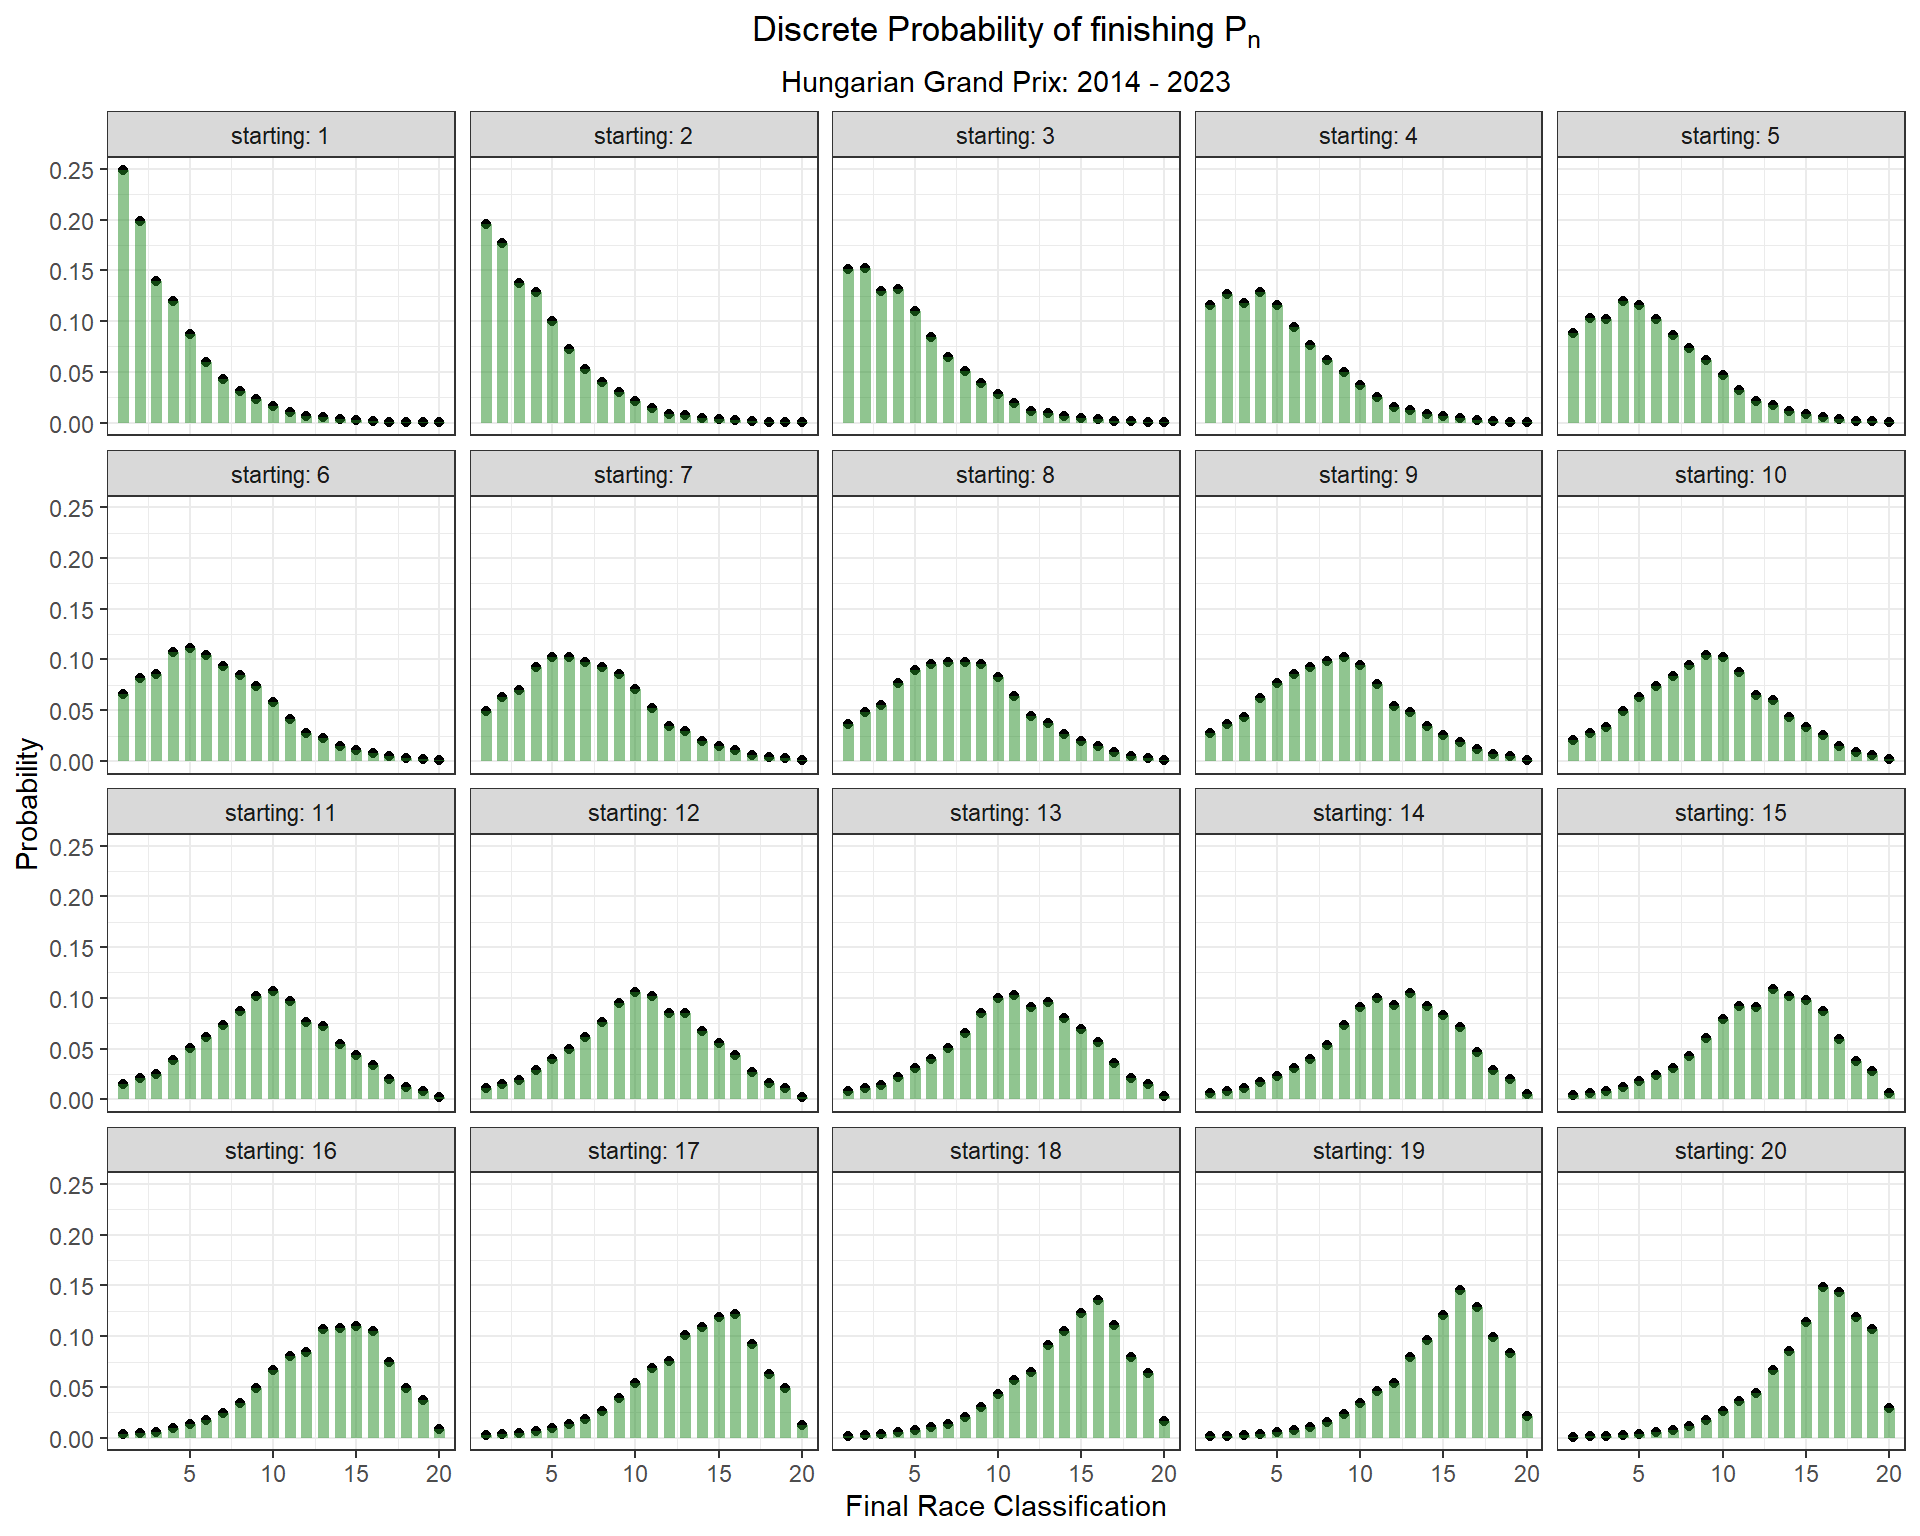 Discrete Probability of finishing Pn
Hungarian Grand Prix: 2014 - 2023
starting: 1 starting: 2 starting: 3 starting: 4 starting: 5
0.25
0.20
0.15
0.10
0.05
0.00
starting: 6 starting: 7 starting: 8 starting: 9 starting: 10
0.25
0.20
0.15
0.10
0.05
0.00
Probability
starting: 11 starting: 12 starting: 13 starting: 14 starting: 15
0.25
0.20
0.15
0.10
0.05
0.00
starting: 16 starting: 17 starting: 18 starting: 19 starting: 20
0.25
0.20
0.15
0.10
0.05
0.00
5 10 15 20 5 10 15 20 5 10 15 20 5 10 15 20 5 10 15 20
Final Race Classification